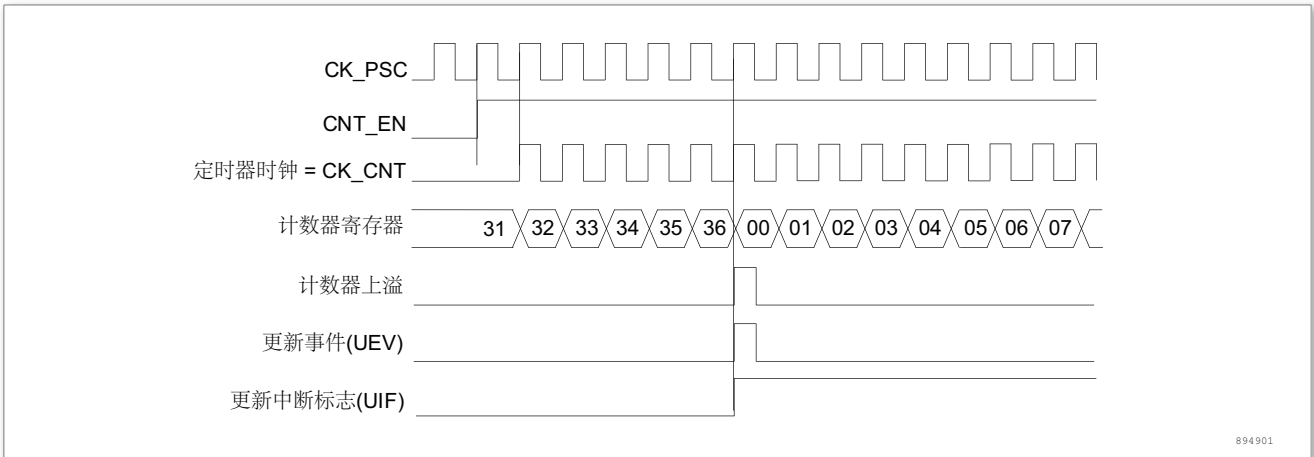 CK_PSC
CNT_EN
定时器时钟 = CK_CNT
计数器寄存器 31 32 33 34 35 36 00 01 02 03 04 05 06 07
计数器上溢
更新事件(UEV)
更新中断标志(UIF)
894901